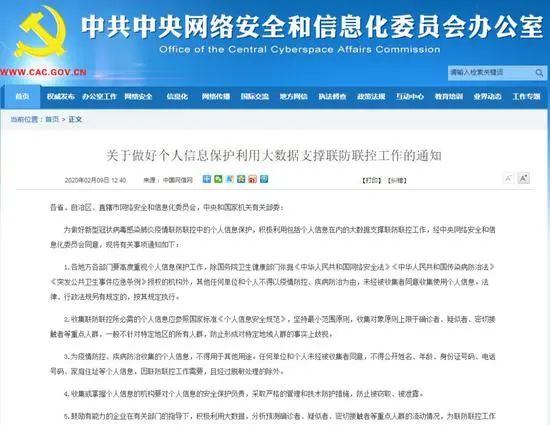 中共中央网络安全和信息化委员会办公室
Office of the Central Cyberspace Affairs Commission
WWW.CAC.GOV.CN
请输入检索关键词
首页 权威发布 办公室工作 网络安全 信息化 网络传播 国际交流 地方网信 执法检查 政策法规 互动中心 教育培训 业界动态 工作专题
当前位置：首页 > 正文
关于做好个人信息保护利用大数据支撑联防联控工作的通知
2020年02月09日 12:40 来源：中国网信网 【打印】【纠错】
各省、自治区、直辖市网络安全和信息化委员会，中央和国家机关有关部委：
为做好新型冠状病毒感染肺炎疫情联防联控中的个人信息保护，积极利用包括个人信息在内的大数据支撑联防联控工作，经中央网络安全和信
息化委员会同意，现将有关事项通知如下：
1.各地方各部门要高度重视个人信息保护工作，除国务院卫生健康部门依据《中华人民共和国网络安全法》《中华人民共和国传染病防治法》
《突发公共卫生事件应急条例》授权的机构外，其他任何单位和个人不得以疫情防控、疾病防治为由，未经被收集者同意收集使用个人信息。法
律、行政法规另有规定的，按其规定执行。
2.收集联防联控所必需的个人信息应参照国家标准《个人信息安全规范》，坚持最小范围原则，收集对象原则上限于确诊者、疑似者、密切接
触者等重点人群，一般不针对特定地区的所有人群，防止形成对特定地域人群的事实上歧视。
3.为疫情防控、疾病防治收集的个人信息，不得用于其他用途。任何单位和个人未经被收集者同意，不得公开姓名、年龄、身份证号码、电话
号码、家庭住址等个人信息，因联防联控工作需要，且经过脱敏处理的除外。
4.收集或掌握个人信息的机构要对个人信息的安全保护负责，采取严格的管理和技术防护措施，防止被窃取、被泄露。
5.鼓励有能力的企业在有关部门的指导下，积极利用大数据，分析预测确诊者、疑似者、密切接触者等重点人群的流动情况，为联防联控工作